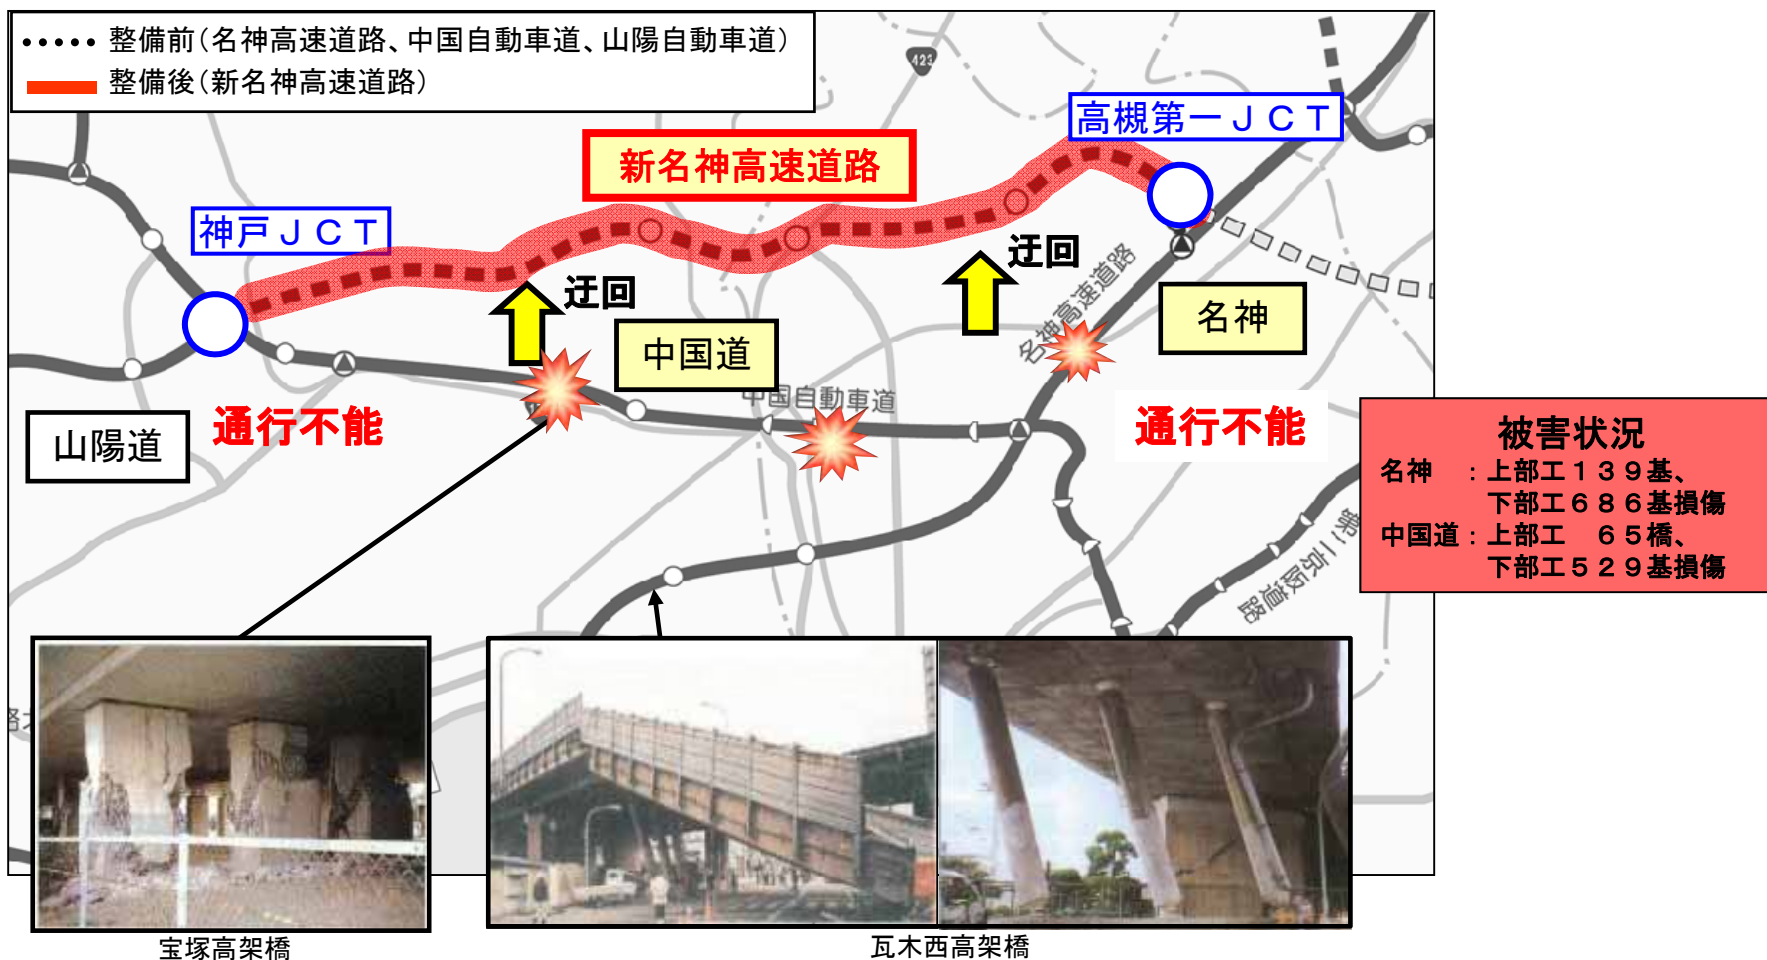 整備前(名神高速道路、中国自動車道、山陽自動車道)
整備後(新名神高速道路)
423
高槻第一ＪＣＴ
新名神高速道路
神戸ＪＣＴ
迂回
迂回
名神高速道路
名神
中国道
中国自動車道
山陽道
通行不能
通行不能
被害状況
名神　：上部工１３９基、
下部工６８６基損傷
中国道：上部工　６５橋、
下部工５２９基損傷
第二京阪道路
宝塚高架橋
瓦木西高架橋